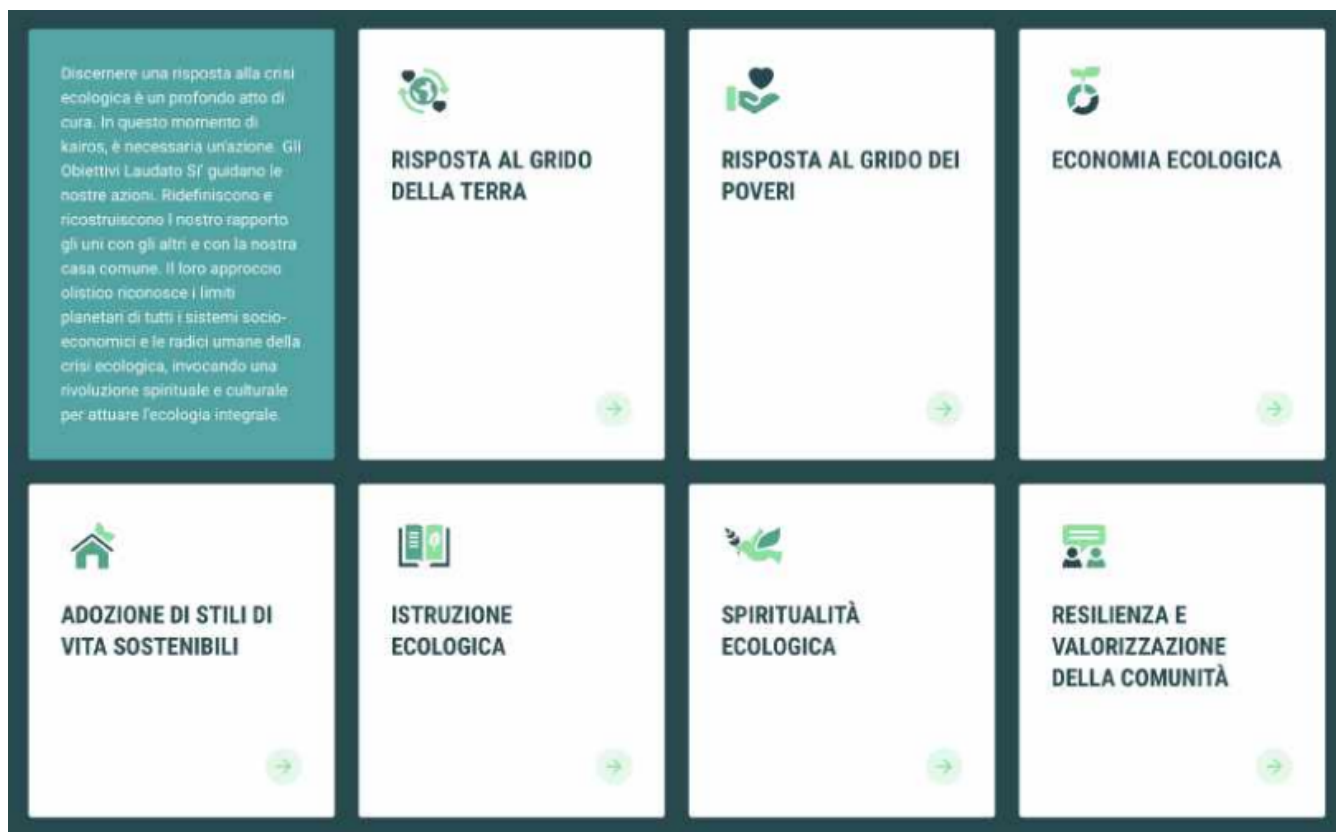 Discernere una risposta alla crisi
ecologica è un profondo atto di
cura. In questo momento di
kairos, è necessaria un'azione. Gli
Obiettivi Laudato Si' guidano le
nostre azioni. Ridefiniscono e
ricostruiscono l nostro rapporto
gli uni con gli altri e con la nostra
casa comune. Il loro approccio
olistico riconosce i limiti
planetari di tutti i sistemi socio-
economici e le radici umane della
crisi ecologica, invocando una
rivoluzione spirituale e culturale
per attuare l'ecologia integrale.
RISPOSTA AL GRIDO
DELLA TERRA
RISPOSTA AL GRIDO DEI
POVERI
ECONOMIA ECOLOGICA
ADOZIONE DI STILI DI
VITA SOSTENIBILI
ISTRUZIONE
ECOLOGICA
SPIRITUALITÀ
ECOLOGICA
RESILIENZA E
VALORIZZAZIONE
DELLA COMUNITÀ